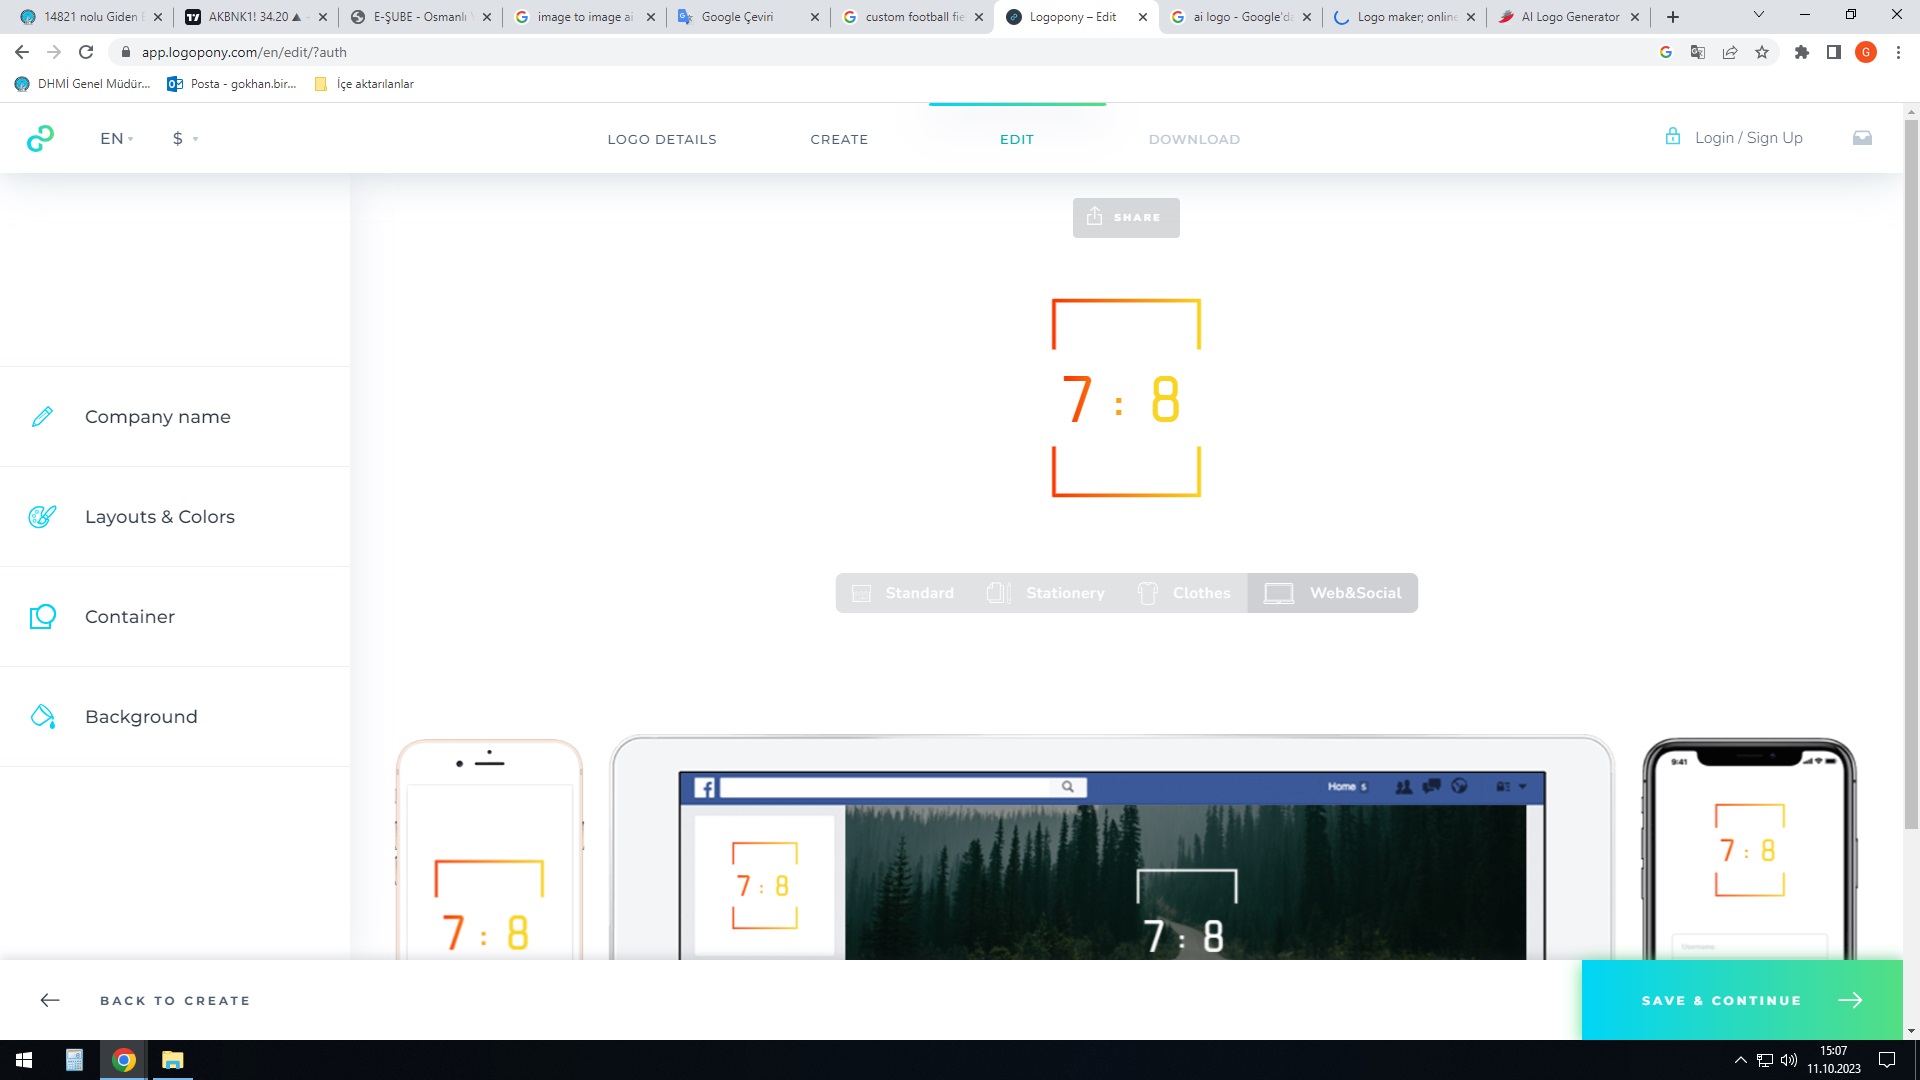 14821 nolu Giden E
AKBNK1! 34.20 ▲
E-ŞUBE - Osmanlı
image to image ai
Google Çeviri
custom football fie
Logopony – Edit
ai logo - Google'da
Logo maker; online
AI Logo Generator
app.logopony.com/en/edit/?auth
G
DHMİ Genel Müdür...
Posta - gokhan.bir...
İçe aktarılanlar
EN
$
LOGO DETAILS
CREATE
EDIT
DOWNLOAD
Login / Sign Up
SHARE
7 : 8
Company name
Layouts & Colors
Container
Background
Standard
Stationery
Clothes
Web&Social
Home
9:41
7 : 8
7 : 8
7 : 8
7 : 8
Username
BACK TO CREATE
SAVE & CONTINUE
15:07
11.10.2023